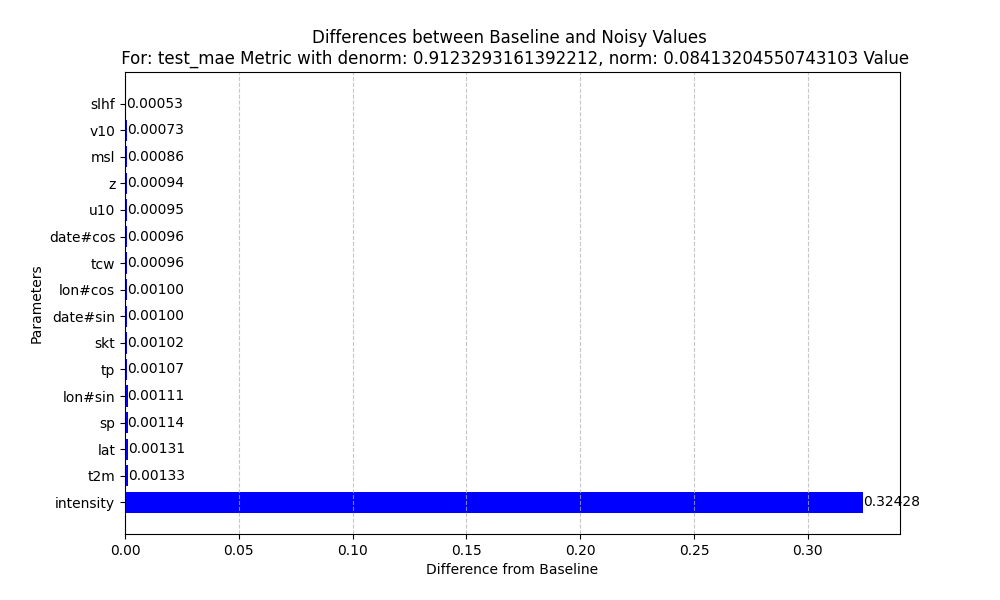 Differences between Baseline and Noisy Values
For: test_mae Metric with denorm: 0.9123293161392212, norm: 0.08413204550743103 Value
slhf 0.00053
v10 0.00073
msl 0.00086
z 0.00094
u10 0.00095
date#cos 0.00096
tcw 0.00096
lon#cos 0.00100
date#sin 0.00100
skt 0.00102
tp 0.00107
lon#sin 0.00111
sp 0.00114
lat 0.00131
t2m 0.00133
intensity 0.32428
Parameters
0.00 0.05 0.10 0.15 0.20 0.25 0.30
Difference from Baseline